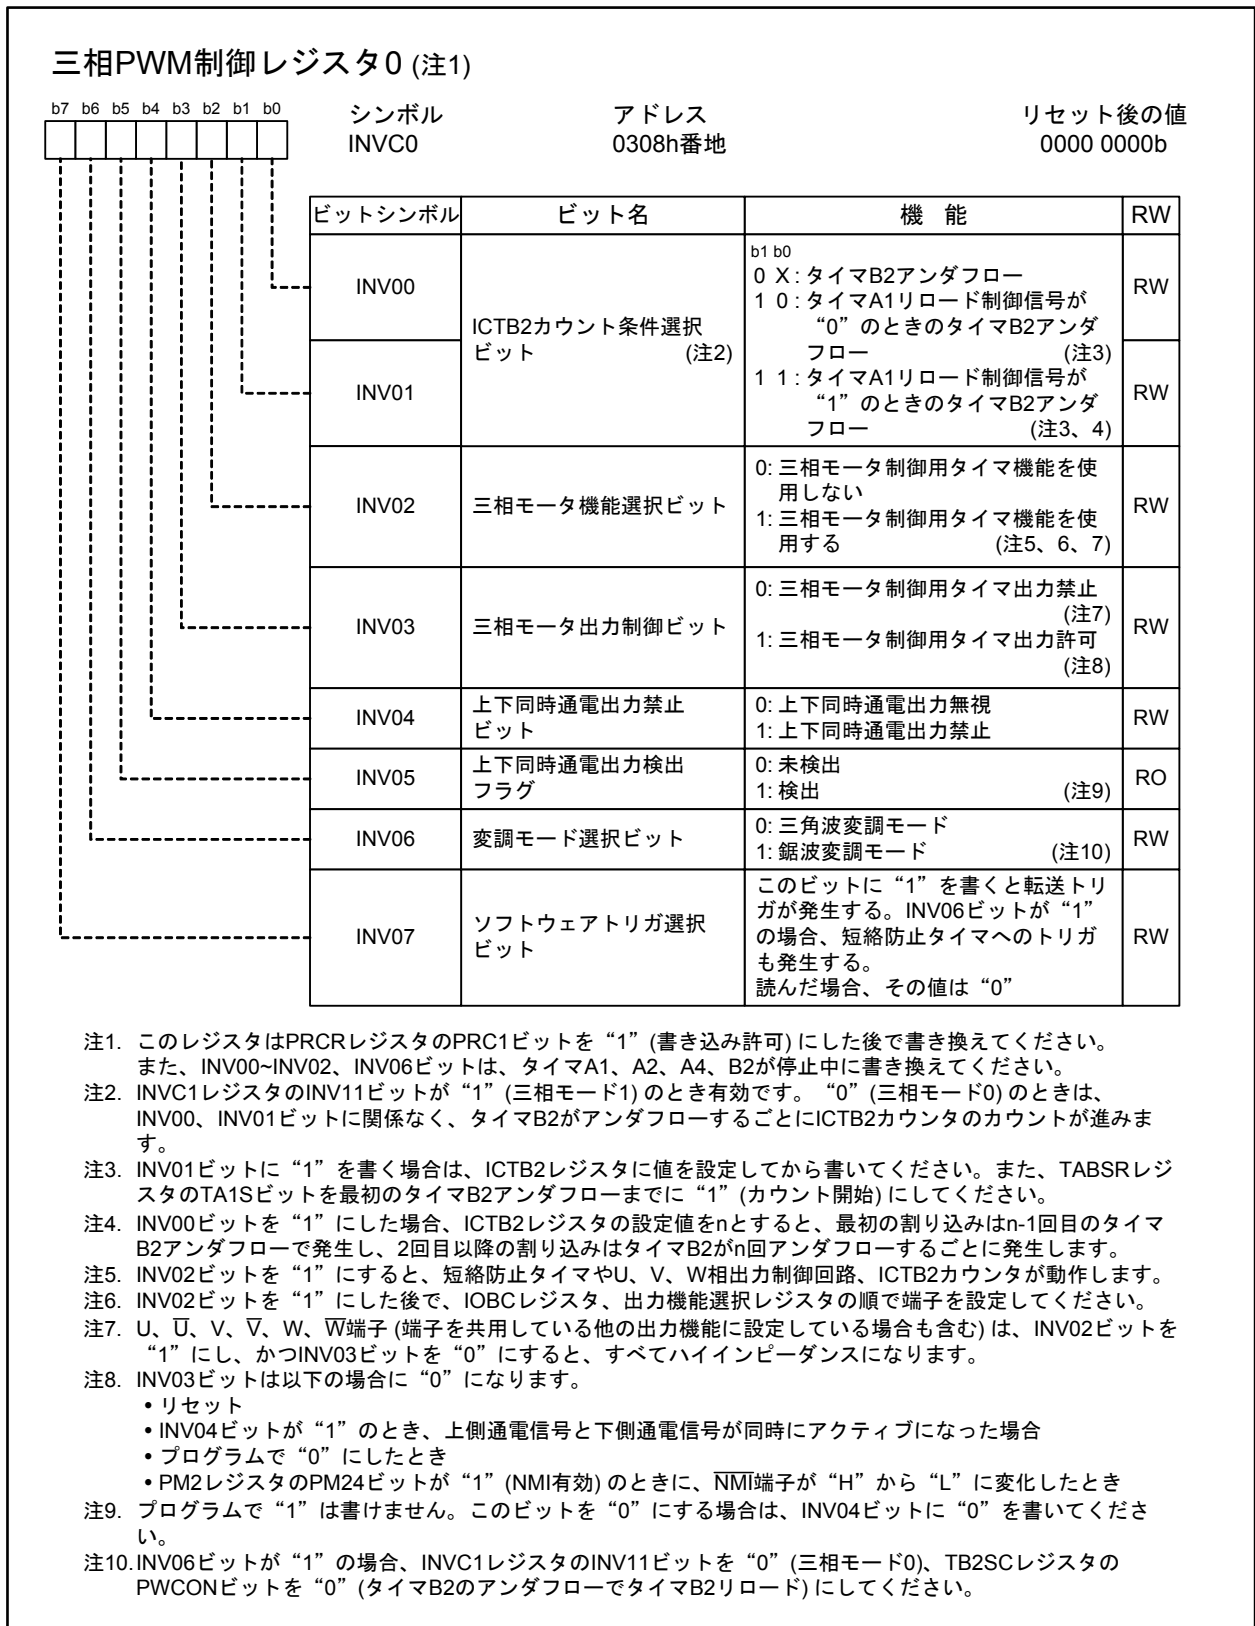 三相PWM制御レジスタ0 (注1)
b7 b6 b5 b4 b3 b2 b1 b0
シンボル アドレス リセット後の値
INVC0 0308h番地 0000 0000b
ビットシンボル ビット名 機 能 RW
INV00
INV01
ICTB2カウント条件選択
ビット (注2)
b1 b0
0 X: タイマB2アンダフロー
1 0: タイマA1リロード制御信号が
“0”のときのタイマB2アンダ
フロー (注3)
1 1: タイマA1リロード制御信号が
“1”のときのタイマB2アンダ
フロー (注3、4)
RW
RW
INV02 三相モータ機能選択ビット
0: 三相モータ制御用タイマ機能を使
用しない
1: 三相モータ制御用タイマ機能を使
用する (注5、6、7)
RW
INV03 三相モータ出力制御ビット
0: 三相モータ制御用タイマ出力禁止
(注7)
1: 三相モータ制御用タイマ出力許可
(注8)
RW
INV04
上下同時通電出力禁止
ビット
0: 上下同時通電出力無視
1: 上下同時通電出力禁止
RW
INV05
上下同時通電出力検出
フラグ
0: 未検出
1: 検出 (注9)
RO
INV06 変調モード選択ビット
0: 三角波変調モード
1: 鋸波変調モード (注10)
RW
INV07
ソフトウェアトリガ選択
ビット
このビットに“1”を書くと転送トリ
ガが発生する。INV06ビットが“1”
の場合、短絡防止タイマへのトリガ
も発生する。
読んだ場合、その値は“0”
RW
注1. このレジスタはPRCRレジスタのPRC1ビットを“1”(書き込み許可) にした後で書き換えてください。
また、INV00~INV02、INV06ビットは、タイマA1、A2、A4、B2が停止中に書き換えてください。
注2. INVC1レジスタのINV11ビットが“1”(三相モード1) のとき有効です。“0”(三相モード0) のときは、
INV00、INV01ビットに関係なく、タイマB2がアンダフローするごとにICTB2カウンタのカウントが進みま
す。
注3. INV01ビットに“1”を書く場合は、ICTB2レジスタに値を設定してから書いてください。また、TABSRレジ
スタのTA1Sビットを最初のタイマB2アンダフローまでに“1”(カウント開始) にしてください。
注4. INV00ビットを“1”にした場合、ICTB2レジスタの設定値をnとすると、最初の割り込みはn-1回目のタイマ
B2アンダフローで発生し、2回目以降の割り込みはタイマB2がn回アンダフローするごとに発生します。
注5. INV02ビットを“1”にすると、短絡防止タイマやU、V、W相出力制御回路、ICTB2カウンタが動作します。
注6. INV02ビットを“1”にした後で、IOBCレジスタ、出力機能選択レジスタの順で端子を設定してください。
注7. U、U̅、V、V̅、W、W̅端子 (端子を共用している他の出力機能に設定している場合も含む) は、INV02ビットを
“1”にし、かつINV03ビットを“0”にすると、すべてハイインピーダンスになります。
注8. INV03ビットは以下の場合に“0”になります。
• リセット
• INV04ビットが“1”のとき、上側通電信号と下側通電信号が同時にアクティブになった場合
• プログラムで“0”にしたとき
• PM2レジスタのPM24ビットが“1”(NMI有効) のときに、N̅M̅I̅端子が“H”から“L”に変化したとき
注9. プログラムで“1”は書けません。このビットを“0”にする場合は、INV04ビットに“0”を書いてくださ
い。
注10. INV06ビットが“1”の場合、INVC1レジスタのINV11ビットを“0”(三相モード0)、TB2SCレジスタの
PWCONビットを“0”(タイマB2のアンダフローでタイマB2リロード) にしてください。